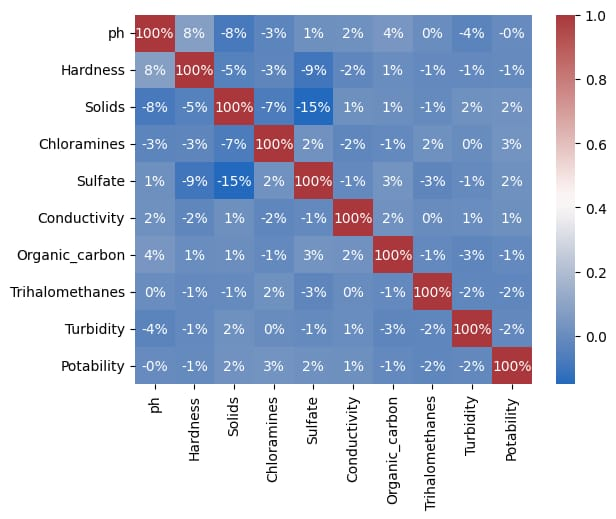 ph 100% 8% -8% -3% 1% 2% 4% 0% -4% -0%
Hardness 8% 100% -5% -3% -9% -2% 1% -1% -1% -1%
Solids -8% -5% 100% -7% -15% 1% 1% -1% 2% 2%
Chloramines -3% -3% -7% 100% 2% -2% -1% 2% 0% 3%
Sulfate 1% -9% -15% 2% 100% -1% 3% -3% -1% 2%
Conductivity 2% -2% 1% -2% -1% 100% 2% 0% 1% 1%
Organic_carbon 4% 1% 1% -1% 3% 2% 100% -1% -3% -1%
Trihalomethanes 0% -1% -1% 2% -3% 0% -1% 100% -2% -2%
Turbidity -4% -1% 2% 0% -1% 1% -3% -2% 100% -2%
Potability -0% -1% 2% 3% 2% 1% -1% -2% -2% 100%
ph
Hardness
Solids
Chloramines
Sulfate
Conductivity
Organic_carbon
Trihalomethanes
Turbidity
Potability
1.0
0.8
0.6
0.4
0.2
0.0